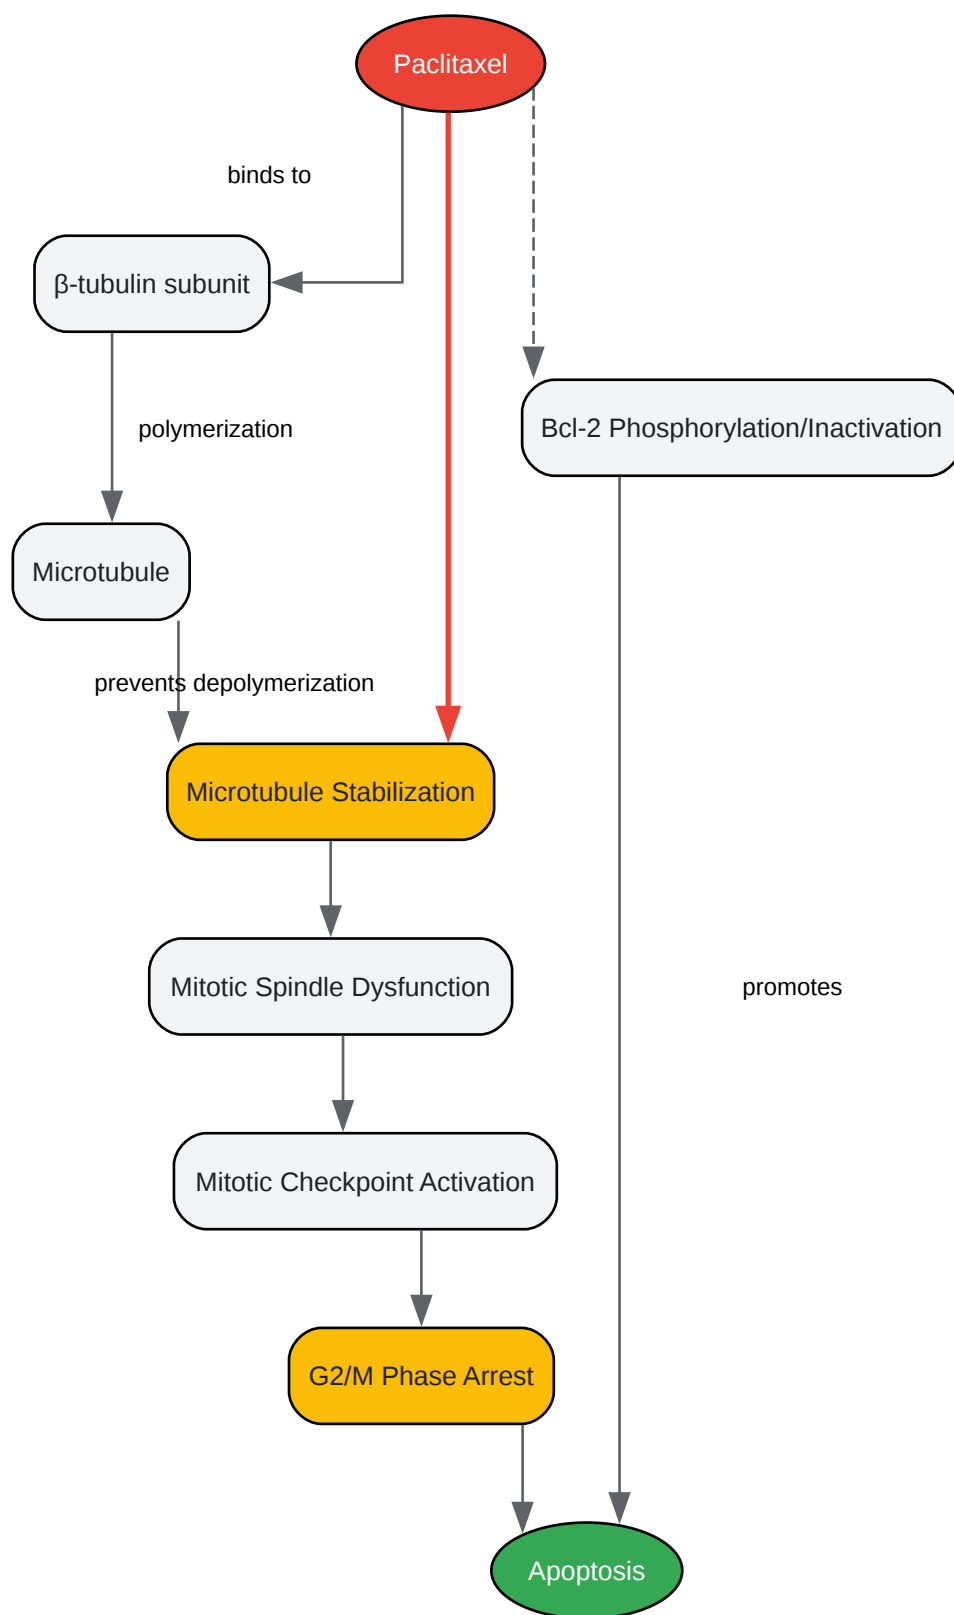 Paclitaxel
binds to
β-tubulin subunit
polymerization
Bcl-2 Phosphorylation/Inactivation
Microtubule
prevents depolymerization
Microtubule Stabilization
Mitotic Spindle Dysfunction
promotes
Mitotic Checkpoint Activation
G2/M Phase Arrest
Apoptosis